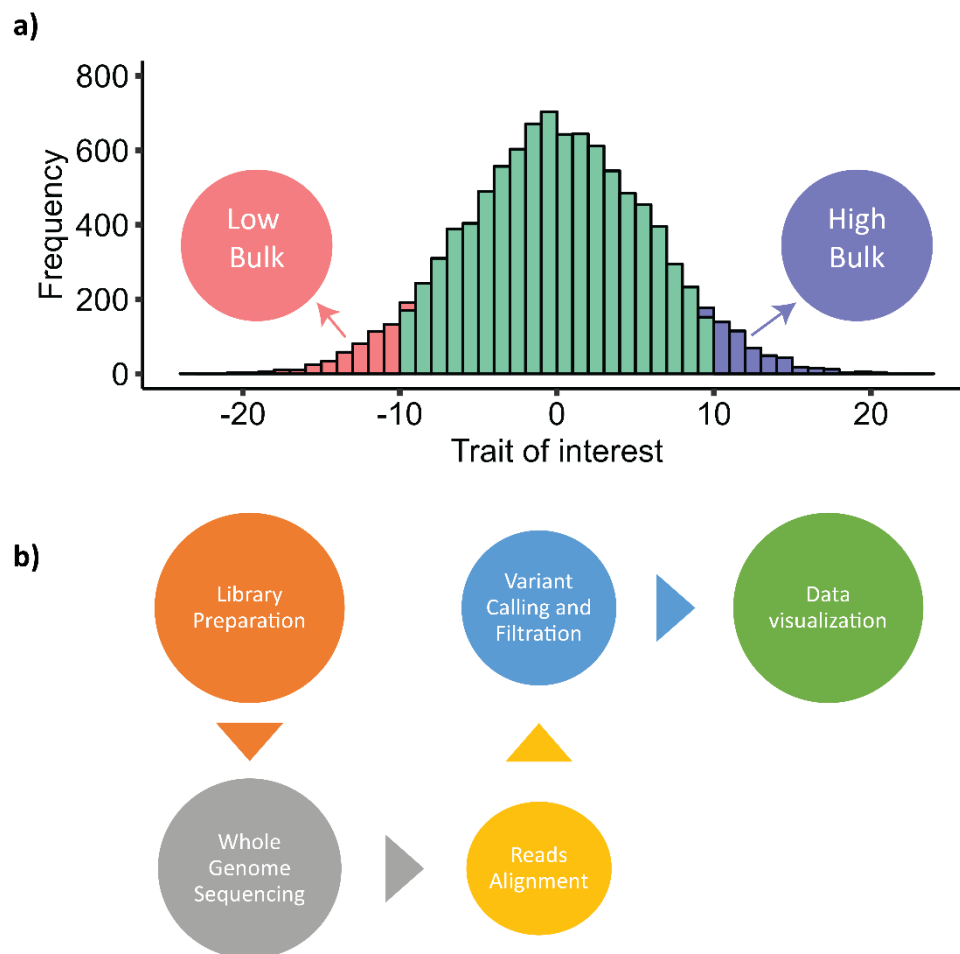 a)
800
600
400
200
0
Frequency
Low
Bulk
High
Bulk
-20
-10
0
10
20
Trait of interest
b)
Library
Preparation
Variant
Calling and
Filtration
Data
visualization
Whole
Genome
Sequencing
Reads
Alignment